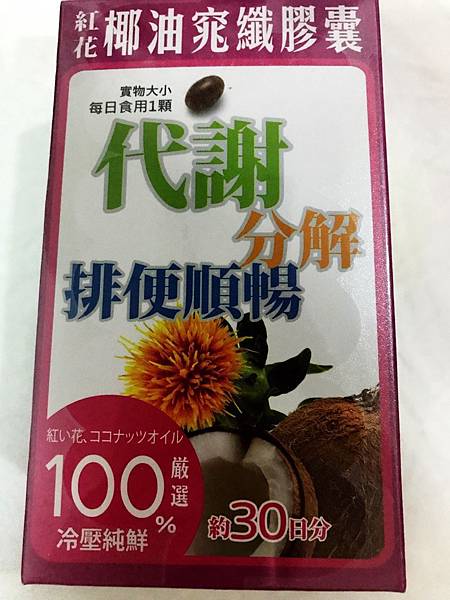 紅花椰油窕纖膠囊
實物大小
每日食用1顆
代謝
分解
排便順暢
紅い花、ココナッツオイル
100%厳選
冷壓純鮮
約30日分